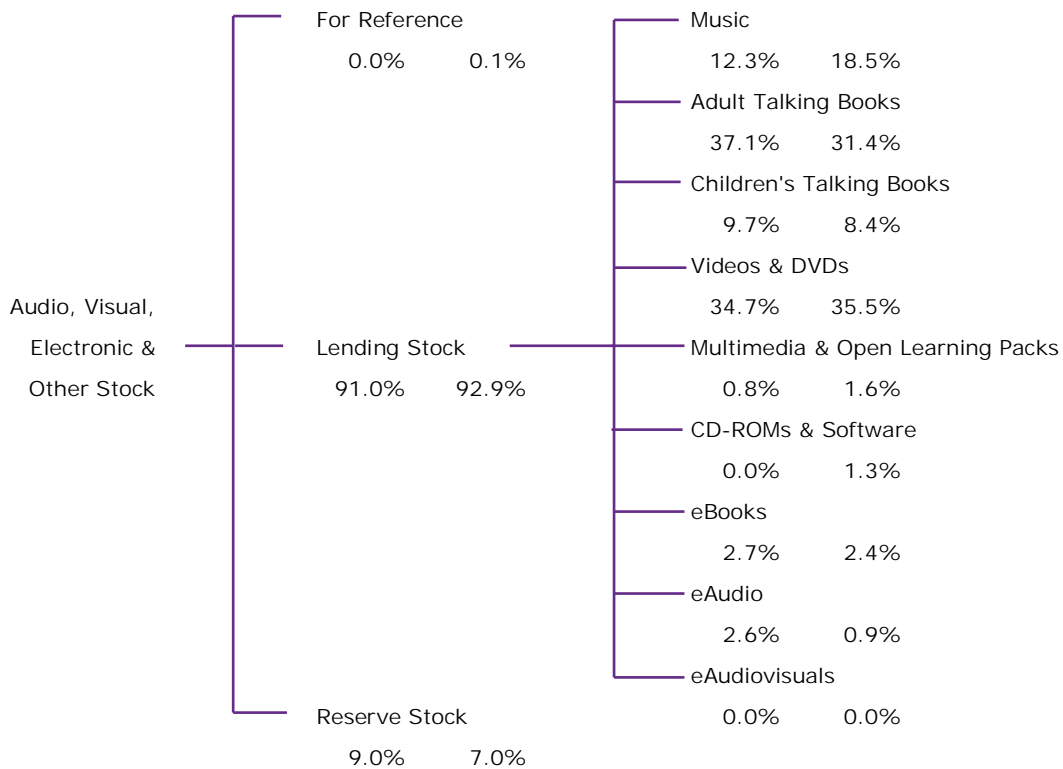 Audio, Visual,
Electronic &
Other Stock
For Reference
0.0% 0.1%
Lending Stock
91.0% 92.9%
Reserve Stock
9.0% 7.0%
Music
12.3% 18.5%
Adult Talking Books
37.1% 31.4%
Children's Talking Books
9.7% 8.4%
Videos & DVDs
34.7% 35.5%
Multimedia & Open Learning Packs
0.8% 1.6%
CD-ROMs & Software
0.0% 1.3%
eBooks
2.7% 2.4%
eAudio
2.6% 0.9%
eAudiovisuals
0.0% 0.0%